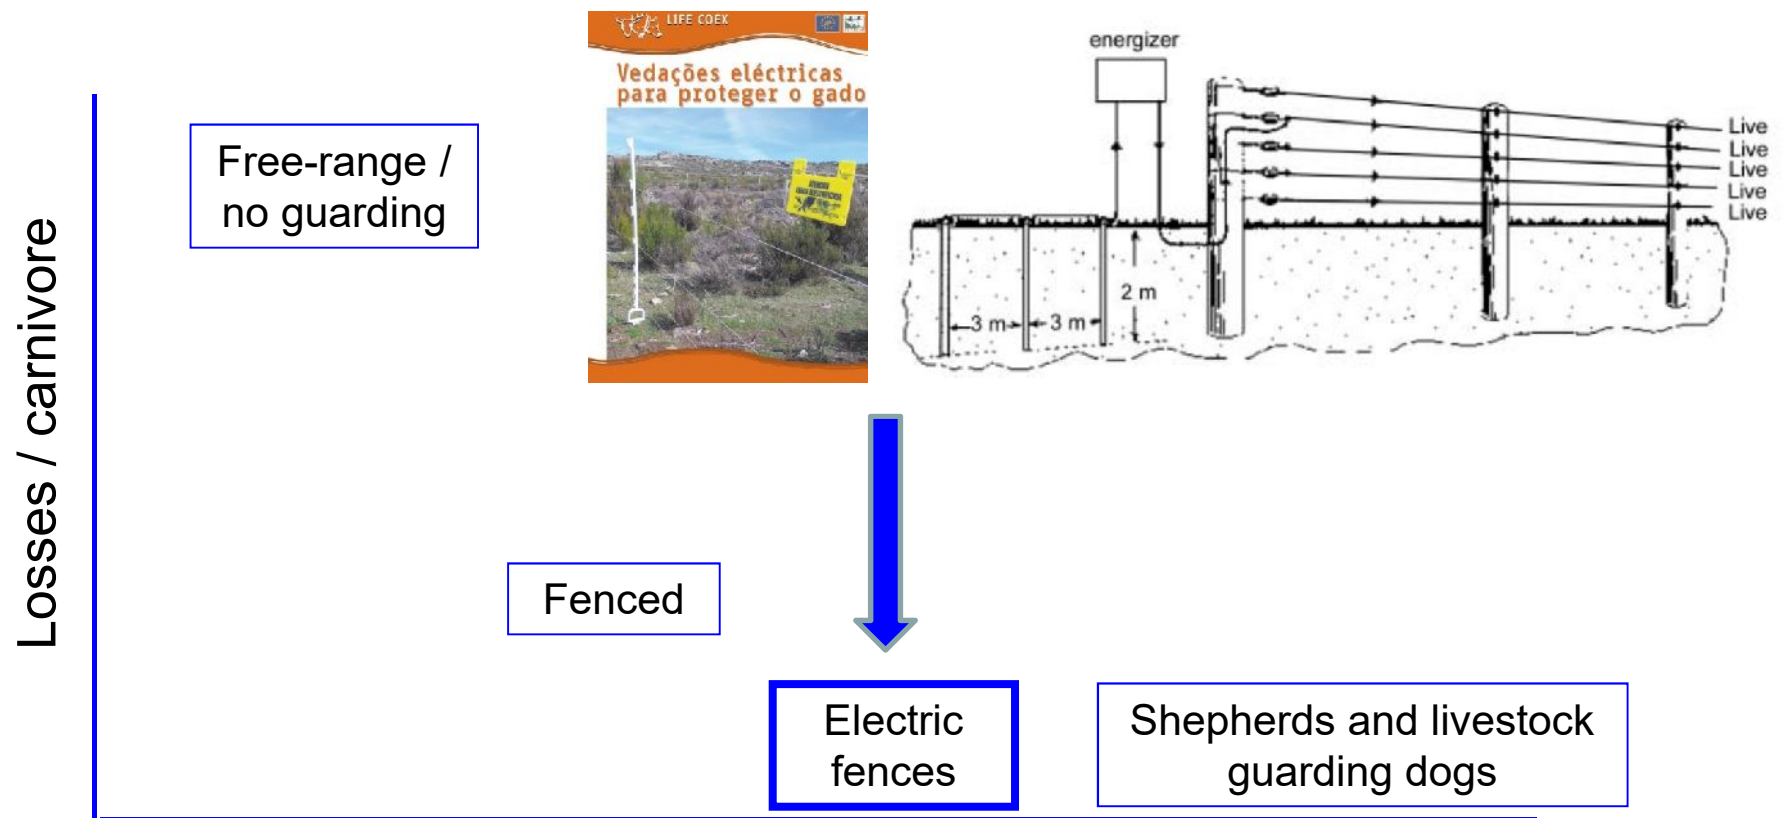 LIFE COEX
Vedações eléctricas
para proteger o gado
energizer
Live
Live
Live
Live
Live
2 m
3 m
3 m
Free-range /
no guarding
Losses / carnivore
Fenced
Electric
fences
Shepherds and livestock
guarding dogs